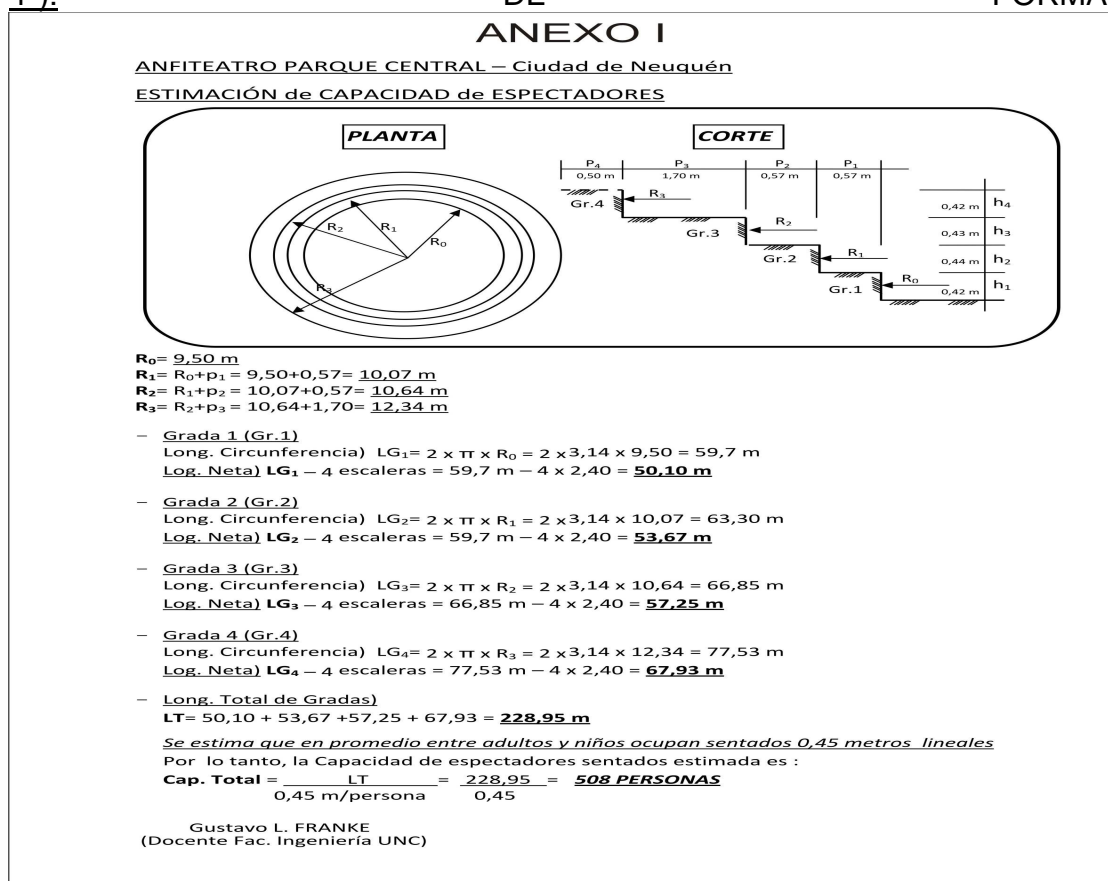 DE FORMA
ANEXO I
ANFITEATRO PARQUE CENTRAL – Ciudad de Neuquén
ESTIMACIÓN de CAPACIDAD de ESPECTADORES
PLANTA
CORTE
R₂
R₁
R₀
R₃
P₄ P₃ P₂ P₁
0,50 m 1,70 m 0,57 m 0,57 m
Gr.4
R₃
0,42 m h₄
Gr.3
R₂
0,43 m h₃
Gr.2
R₁
0,44 m h₂
Gr.1
R₀
0,42 m h₁
R₀= 9,50 m
R₁= R₀+p₁ = 9,50+0,57= 10,07 m
R₂= R₁+p₂ = 10,07+0,57= 10,64 m
R₃= R₂+p₃ = 10,64+1,70= 12,34 m
– Grada 1 (Gr.1)
Long. Circunferencia) LG₁= 2 x π x R₀ = 2 x 3,14 x 9,50 = 59,7 m
Log. Neta) LG₁ – 4 escaleras = 59,7 m – 4 x 2,40 = 50,10 m
– Grada 2 (Gr.2)
Long. Circunferencia) LG₂= 2 x π x R₁ = 2 x 3,14 x 10,07 = 63,30 m
Log. Neta) LG₂ – 4 escaleras = 59,7 m – 4 x 2,40 = 53,67 m
– Grada 3 (Gr.3)
Long. Circunferencia) LG₃= 2 x π x R₂ = 2 x 3,14 x 10,64 = 66,85 m
Log. Neta) LG₃ – 4 escaleras = 66,85 m – 4 x 2,40 = 57,25 m
– Grada 4 (Gr.4)
Long. Circunferencia) LG₄= 2 x π x R₃ = 2 x 3,14 x 12,34 = 77,53 m
Log. Neta) LG₄ – 4 escaleras = 77,53 m – 4 x 2,40 = 67,93 m
– Long. Total de Gradas)
LT= 50,10 + 53,67 +57,25 + 67,93 = 228,95 m
Se estima que en promedio entre adultos y niños ocupan sentados 0,45 metros lineales
Por lo tanto, la Capacidad de espectadores sentados estimada es :
Cap. Total = LT = 228,95 = 508 PERSONAS
0,45 m/persona 0,45
Gustavo L. FRANKE
(Docente Fac. Ingeniería UNC)